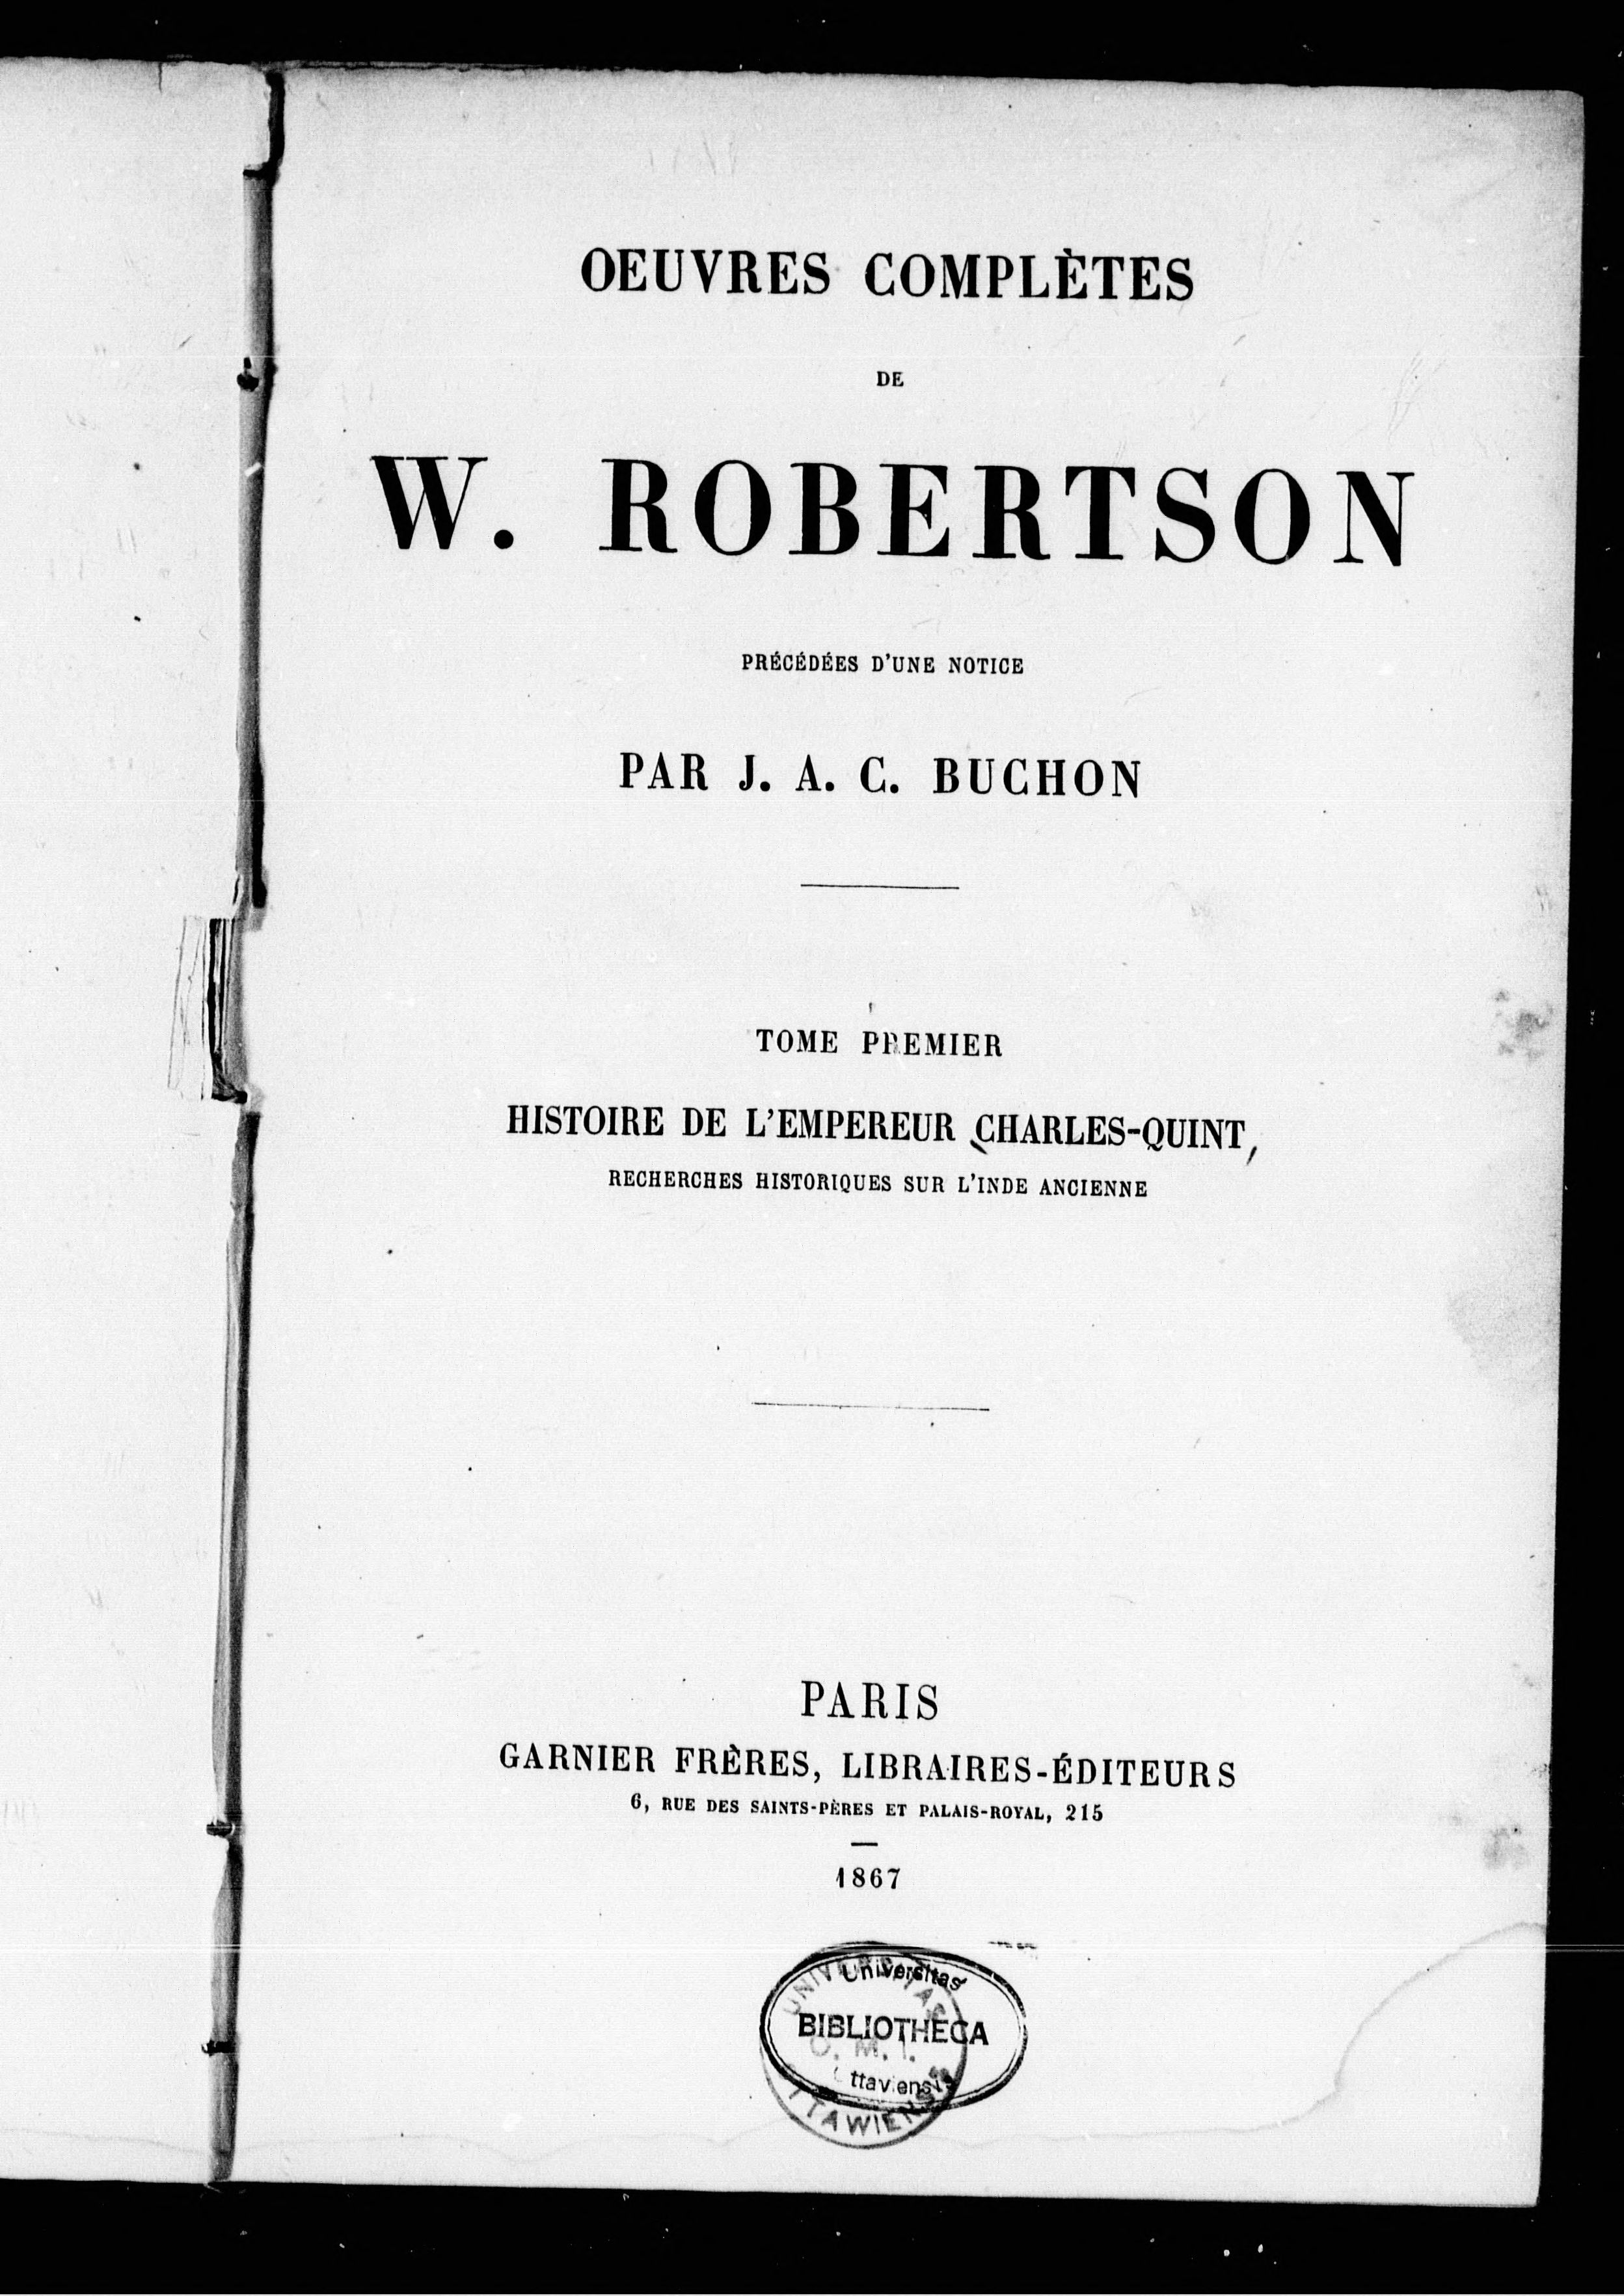 OEUVRES COMPLÈTES
DE
W. ROBERTSON
PRÉCÉDÉES D'UNE NOTICE
PAR J. A. C. BUCHON
TOME PREMIER
HISTOIRE DE L'EMPEREUR CHARLES-QUINT,
RECHERCHES HISTORIQUES SUR L'INDE ANCIENNE
PARIS
GARNIER FRÈRES, LIBRAIRES-ÉDITEURS
6, RUE DES SAINTS-PÈRES ET PALAIS-ROYAL, 215
1867
Universitas
BIBLIOTHECA
ttaviensis